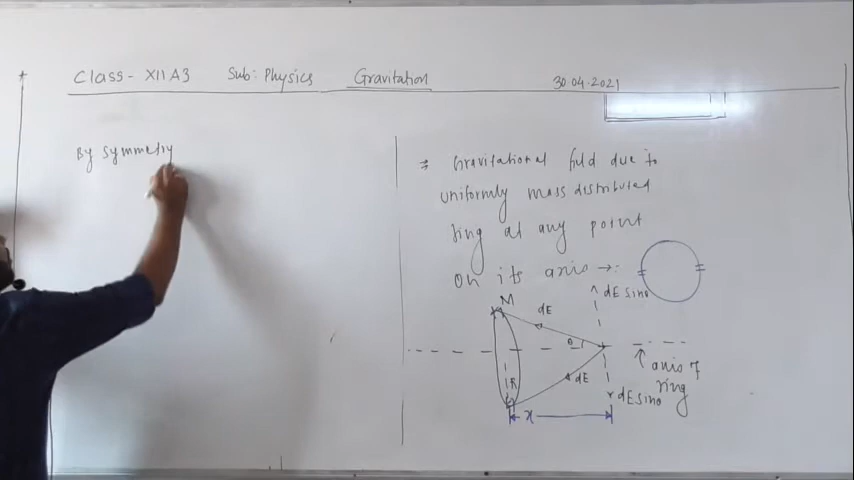 Class- XII A3 Sub: Physics Gravitation 30.04.2021
By symmetry
⇒ Gravitational field due to
uniformly mass distributed
ring at any point
on its axis →:
M
dE
dE sinθ
θ
R
dE
axis of
ring
dE sinθ
x